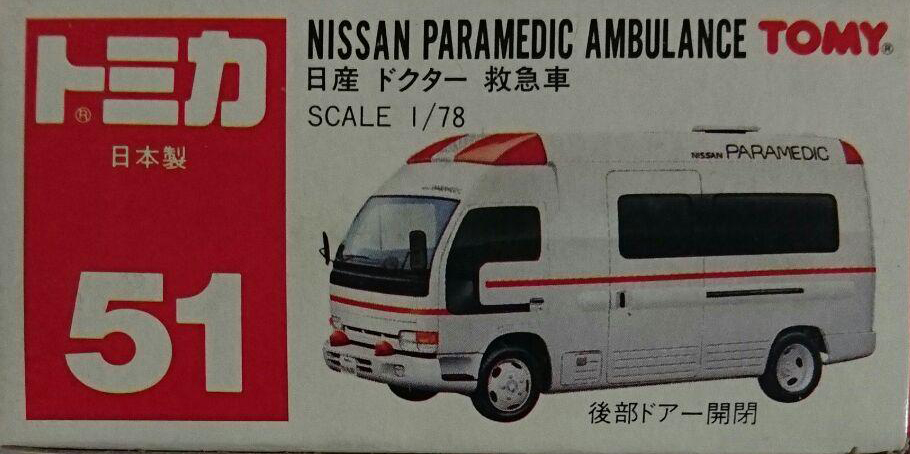 トミカ®
日本製
51
NISSAN PARAMEDIC AMBULANCE TOMY®
日産 ドクター 救急車
SCALE 1/78
NISSAN PARAMEDIC
後部ドアー開閉